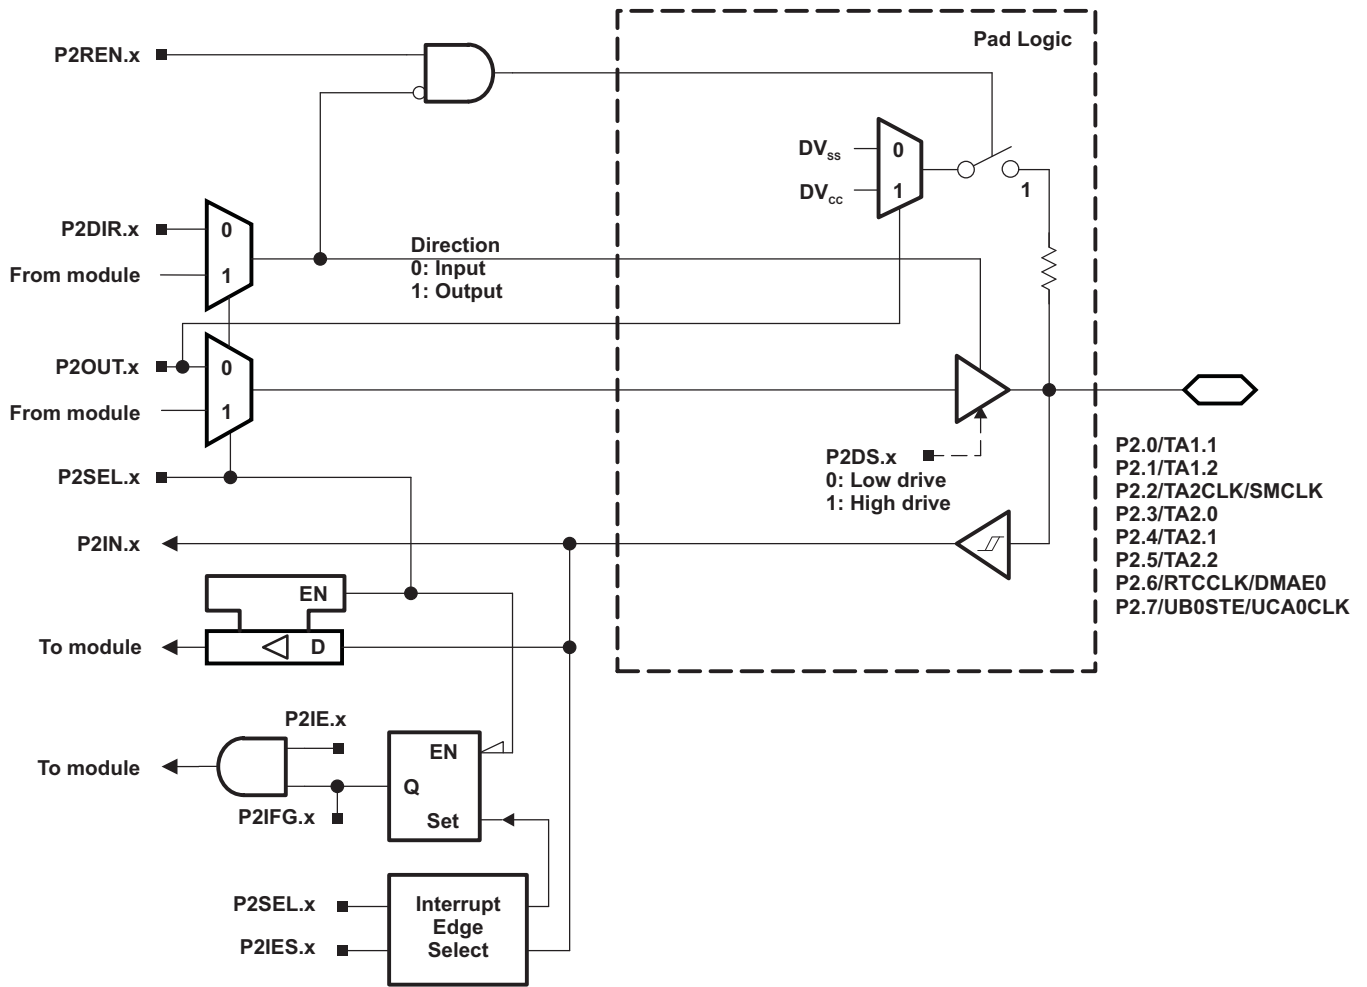 Pad Logic
P2REN.x
DVSS
0
DVCC
1
1
P2DIR.x
0
From module
1
Direction
0: Input
1: Output
P2OUT.x
0
From module
1
P2SEL.x
P2DS.x
0: Low drive
1: High drive
P2.0/TA1.1
P2.1/TA1.2
P2.2/TA2CLK/SMCLK
P2.3/TA2.0
P2.4/TA2.1
P2.5/TA2.2
P2.6/RTCCLK/DMAE0
P2.7/UB0STE/UCA0CLK
P2IN.x
EN
To module
D
P2IE.x
EN
To module
Q
P2IFG.x
Set
P2SEL.x
P2IES.x
Interrupt
Edge
Select